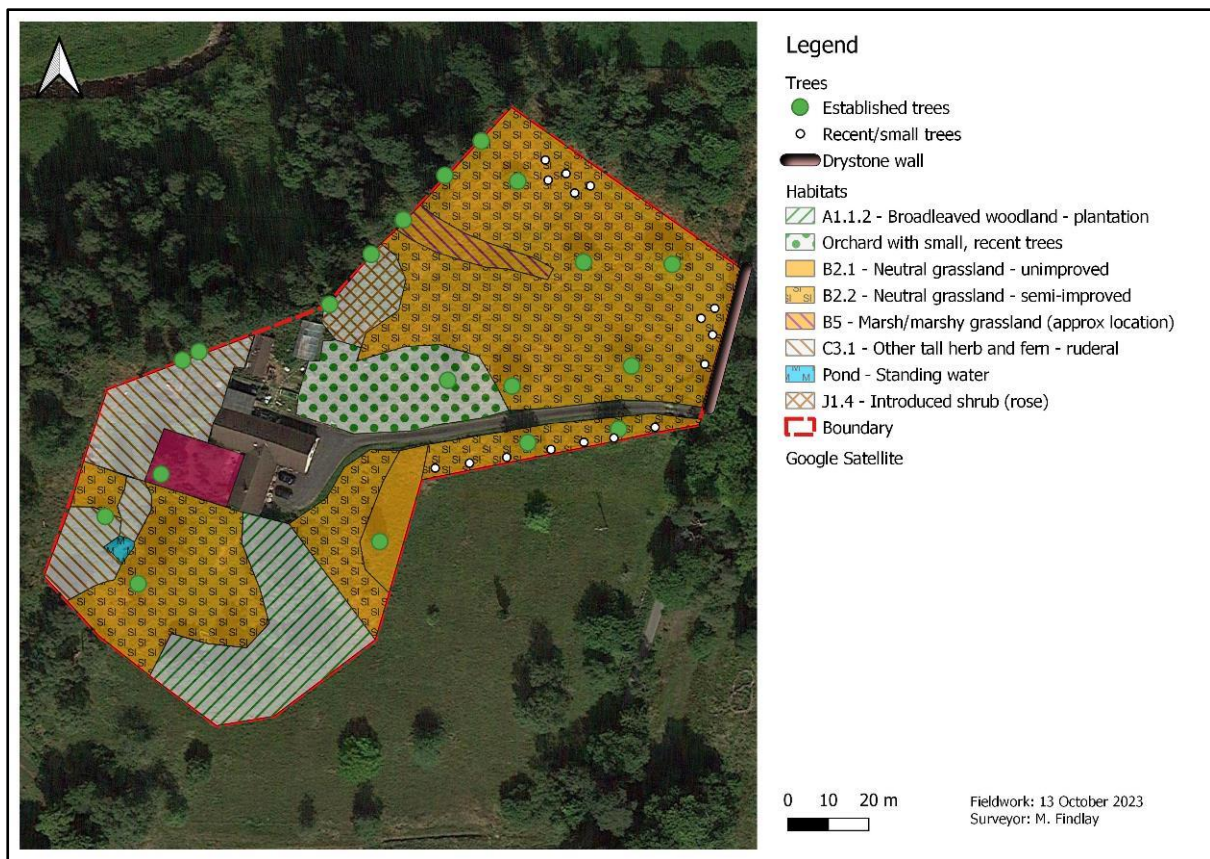 Legend
Trees
Established trees
Recent/small trees
Drystone wall
Habitats
A1.1.2 - Broadleaved woodland - plantation
Orchard with small, recent trees
B2.1 - Neutral grassland - unimproved
B2.2 - Neutral grassland - semi-improved
B5 - Marsh/marshy grassland (approx location)
C3.1 - Other tall herb and fern - ruderal
Pond - Standing water
J1.4 - Introduced shrub (rose)
Boundary
Google Satellite
0 10 20 m
Fieldwork: 13 October 2023
Surveyor: M. Findlay